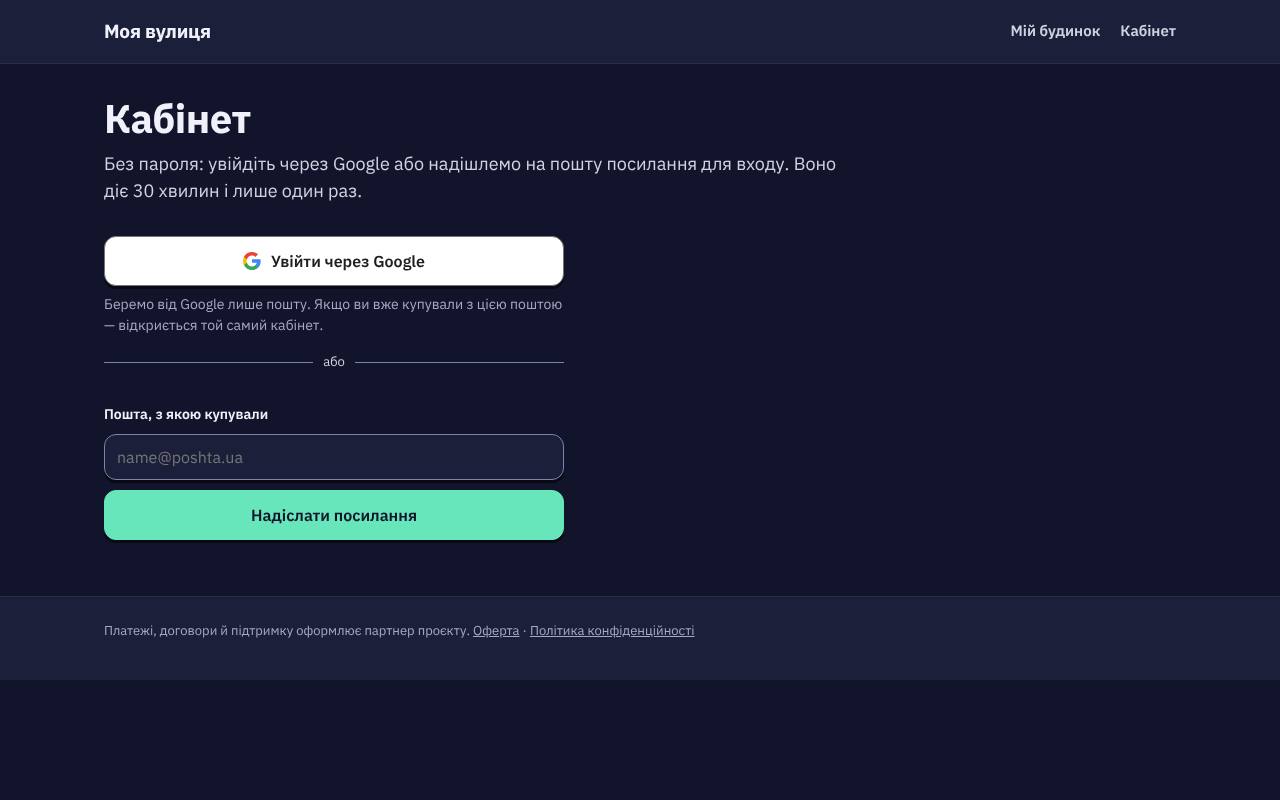 Моя вулиця
Мій будинок Кабінет
Кабінет
Без пароля: увійдіть через Google або надішлемо на пошту посилання для входу. Воно
діє 30 хвилин і лише один раз.
Увійти через Google
Беремо від Google лише пошту. Якщо ви вже купували з цією поштою
— відкриється той самий кабінет.
або
Пошта, з якою купували
name@poshta.ua
Надіслати посилання
Платежі, договори й підтримку оформлює партнер проєкту. Оферта · Політика конфіденційності